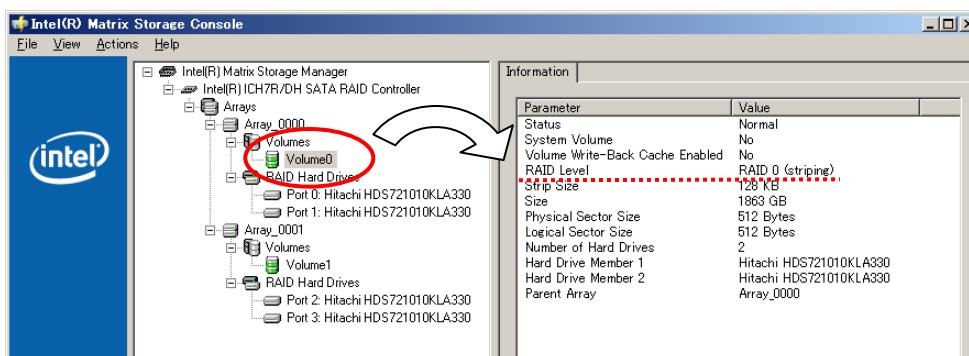 Intel(R) Matrix Storage Console
File View Actions Help
intel
Intel(R) Matrix Storage Manager
Intel(R) ICH7R/DH SATA RAID Controller
Arrays
Array_0000
Volumes
Volume0
RAID Hard Drives
Port 0: Hitachi HDS721010KLA330
Port 1: Hitachi HDS721010KLA330
Array_0001
Volumes
Volume1
RAID Hard Drives
Port 2: Hitachi HDS721010KLA330
Port 3: Hitachi HDS721010KLA330
Information
Parameter Value
Status Normal
System Volume No
Volume Write-Back Cache Enabled No
RAID Level RAID 0 (striping)
Strip Size 128 KB
Size 1863 GB
Physical Sector Size 512 Bytes
Logical Sector Size 512 Bytes
Number of Hard Drives 2
Hard Drive Member 1 Hitachi HDS721010KLA330
Hard Drive Member 2 Hitachi HDS721010KLA330
Parent Array Array_0000